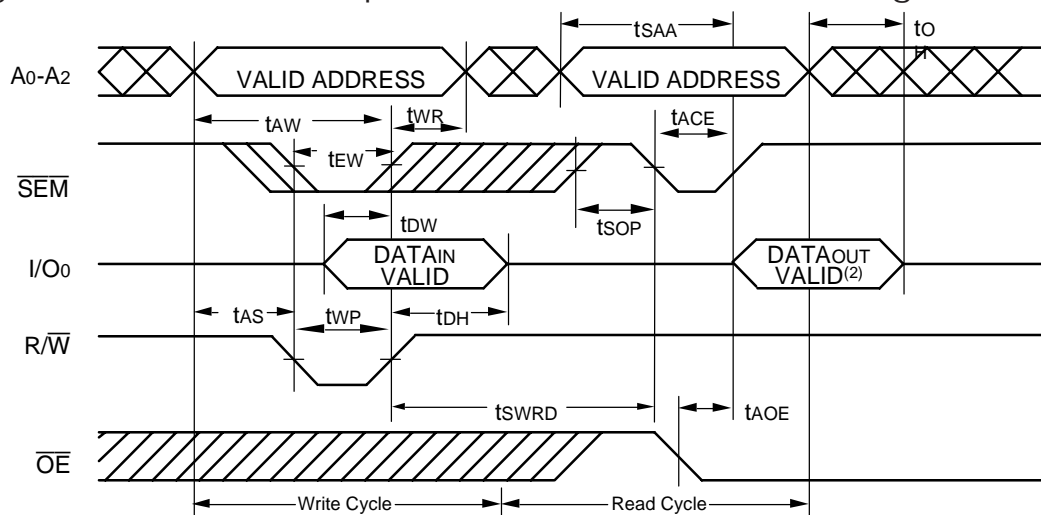 tSAA
tO
H
A0-A2
VALID ADDRESS
VALID ADDRESS
tAW
tWR
tACE
tEW
SEM
tDW
tSOP
I/O0
DATAIN
VALID
DATAOUT
VALID(2)
tAS
tWP
tDH
R/W
tSWRD
tAOE
OE
Write Cycle
Read Cycle